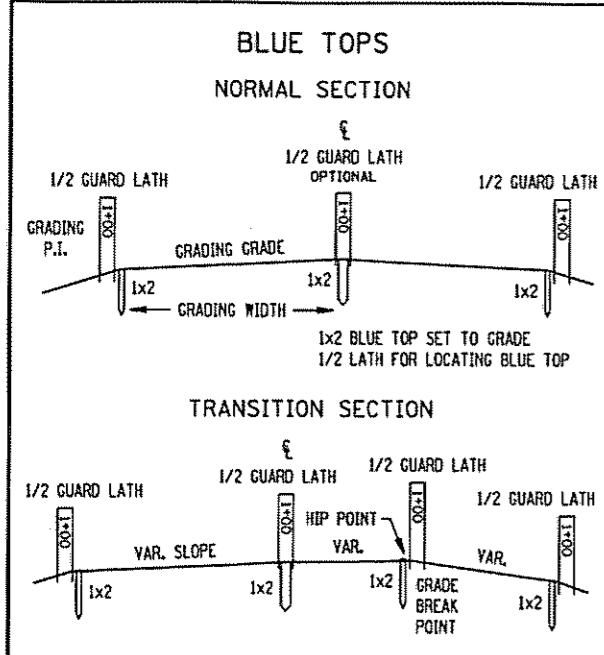 BLUE TOPS
NORMAL SECTION
℄
1/2 GUARD LATH
OPTIONAL
1/2 GUARD LATH
1/2 GUARD LATH
1+00
1+00
1+00
GRADING
P.I.
GRADING GRADE
1x2
1x2
1x2
GRADING WIDTH
1x2 BLUE TOP SET TO GRADE
1/2 LATH FOR LOCATING BLUE TOP
TRANSITION SECTION
℄
1/2 GUARD LATH
1/2 GUARD LATH
1/2 GUARD LATH
1/2 GUARD LATH
1+00
1+00
1+00
1+00
HIP POINT
VAR. SLOPE
VAR.
VAR.
1x2
1x2
1x2
GRADE
BREAK
POINT